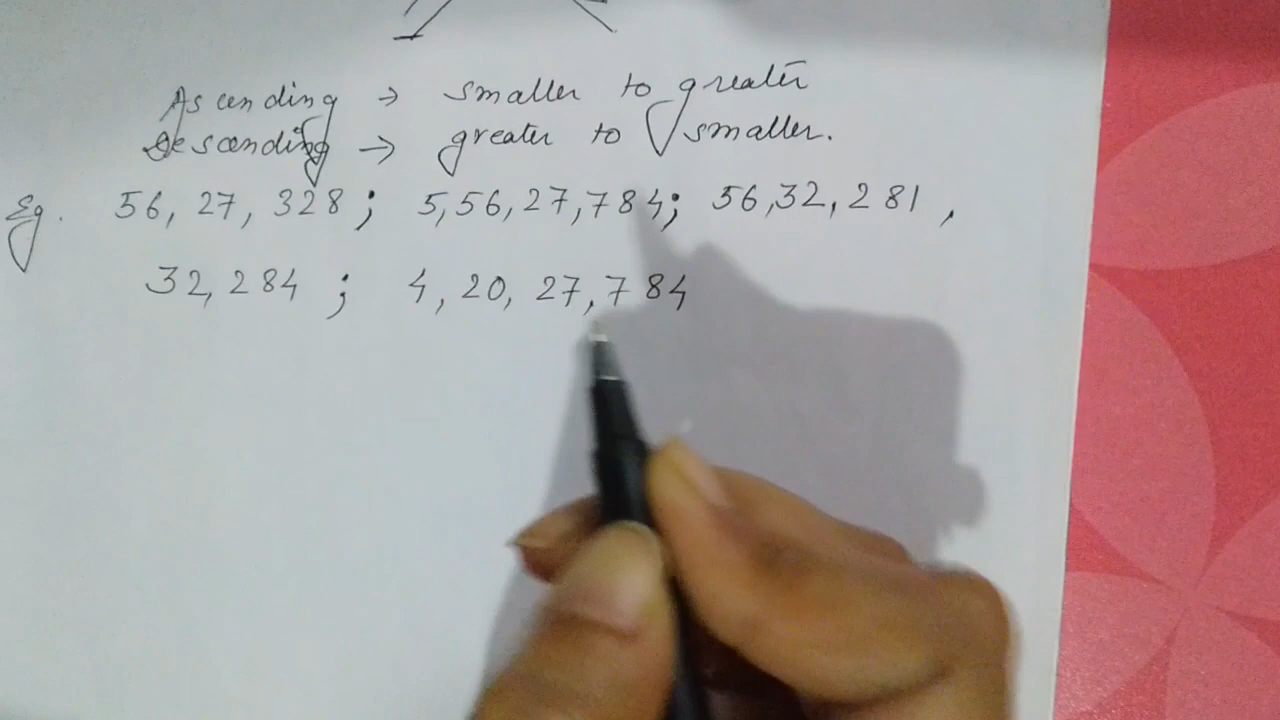 Ascending → smaller to greater
Descending → greater to smaller.
Eg. 56, 27, 328 ; 5,56,27,784; 56,32,281 ,
32,284 ; 4, 20, 27,784